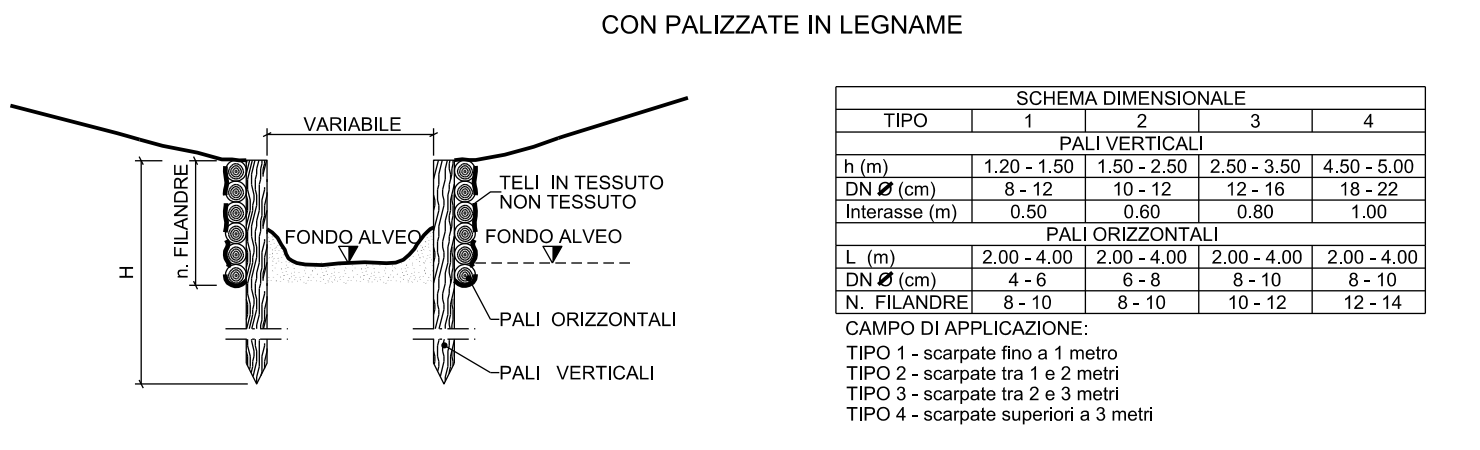 CON PALIZZATE IN LEGNAME
VARIABILE
n. FILANDRE
H
TELI IN TESSUTO
NON TESSUTO
FONDO ALVEO
FONDO ALVEO
PALI ORIZZONTALI
PALI VERTICALI
SCHEMA DIMENSIONALE
TIPO 1 2 3 4
PALI VERTICALI
h (m) 1.20 - 1.50 1.50 - 2.50 2.50 - 3.50 4.50 - 5.00
DN Ø (cm) 8 - 12 10 - 12 12 - 16 18 - 22
Interasse (m) 0.50 0.60 0.80 1.00
PALI ORIZZONTALI
L (m) 2.00 - 4.00 2.00 - 4.00 2.00 - 4.00 2.00 - 4.00
DN Ø (cm) 4 - 6 6 - 8 8 - 10 8 - 10
N. FILANDRE 8 - 10 8 - 10 10 - 12 12 - 14
CAMPO DI APPLICAZIONE:
TIPO 1 - scarpate fino a 1 metro
TIPO 2 - scarpate tra 1 e 2 metri
TIPO 3 - scarpate tra 2 e 3 metri
TIPO 4 - scarpate superiori a 3 metri